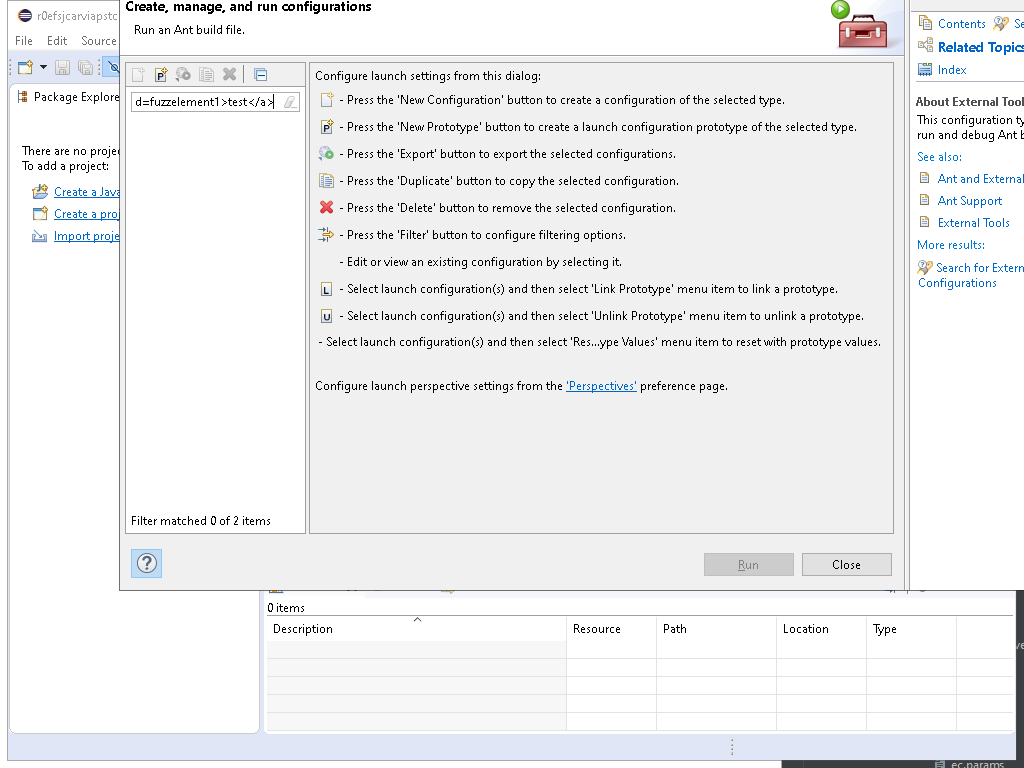 Create, manage, and run configurations
Run an Ant build file.
r0efsjcarviapstc
File Edit Source
Package Explore
There are no projec
To add a project:
Create a Java
Create a proj
Import proje
d=fuzzelement1>test</a>
Filter matched 0 of 2 items
Configure launch settings from this dialog:
- Press the 'New Configuration' button to create a configuration of the selected type.
- Press the 'New Prototype' button to create a launch configuration prototype of the selected type.
- Press the 'Export' button to export the selected configurations.
- Press the 'Duplicate' button to copy the selected configuration.
- Press the 'Delete' button to remove the selected configuration.
- Press the 'Filter' button to configure filtering options.
- Edit or view an existing configuration by selecting it.
L - Select launch configuration(s) and then select 'Link Prototype' menu item to link a prototype.
U - Select launch configuration(s) and then select 'Unlink Prototype' menu item to unlink a prototype.
- Select launch configuration(s) and then select 'Res...ype Values' menu item to reset with prototype values.
Configure launch perspective settings from the 'Perspectives' preference page.
Run
Close
Contents Se
Related Topics
Index
About External Tool
This configuration ty
run and debug Ant b
See also:
Ant and External
Ant Support
External Tools
More results:
Search for Extern
Configurations
0 items
Description Resource Path Location Type
ec.params